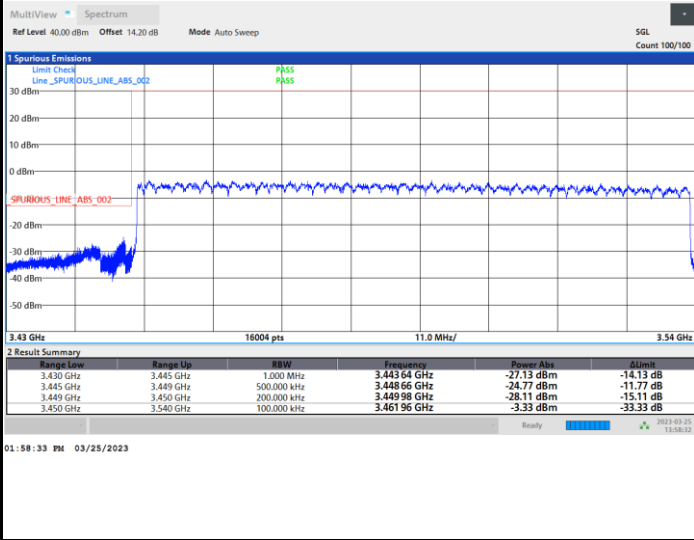 MultiView Spectrum
Ref Level 40.00 dBm Offset 14.20 dB Mode Auto Sweep SGL
Count 100/100
1 Spurious Emissions
Limit Check PASS
Line _SPURIOUS_LINE_ABS_002 PASS
30 dBm
20 dBm
10 dBm
0 dBm
_SPURIOUS_LINE_ABS_002
-20 dBm
-30 dBm
-40 dBm
-50 dBm
3.43 GHz 16004 pts 11.0 MHz/ 3.54 GHz
2 Result Summary
Range Low Range Up RBW Frequency Power Abs ΔLimit
3.430 GHz 3.445 GHz 1.000 MHz 3.443 64 GHz -27.13 dBm -14.13 dB
3.445 GHz 3.449 GHz 500.000 kHz 3.448 66 GHz -24.77 dBm -11.77 dB
3.449 GHz 3.450 GHz 200.000 kHz 3.449 98 GHz -28.11 dBm -15.11 dB
3.450 GHz 3.540 GHz 100.000 kHz 3.461 96 GHz -3.33 dBm -33.33 dB
Ready 2023-03-25
13:58:32
01:58:33 PM 03/25/2023